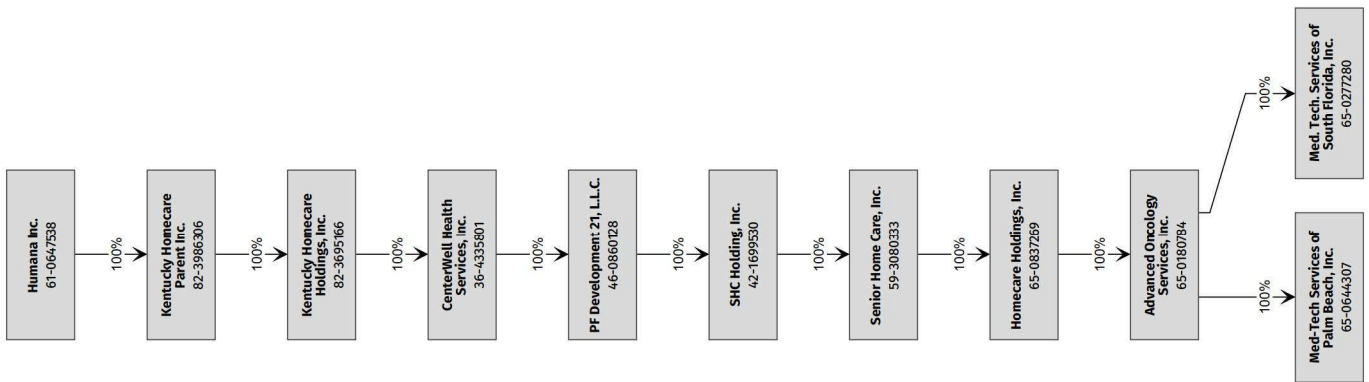 Humana Inc.
61-0647538
100%
Kentucky Homecare
Parent Inc.
82-3986306
100%
Kentucky Homecare
Holdings, Inc.
82-3695166
100%
CenterWell Health
Services, Inc.
36-4335801
100%
PF Development 21, L.L.C.
46-0860128
100%
SHC Holding, Inc.
42-1699530
100%
Senior Home Care, Inc.
59-3080333
100%
Homecare Holdings, Inc.
65-0837269
100%
Advanced Oncology
Services, Inc.
65-0180784
100%
Med-Tech Services of
Palm Beach, Inc.
65-0644307
100%
Med. Tech. Services of
South Florida, Inc.
65-0277280